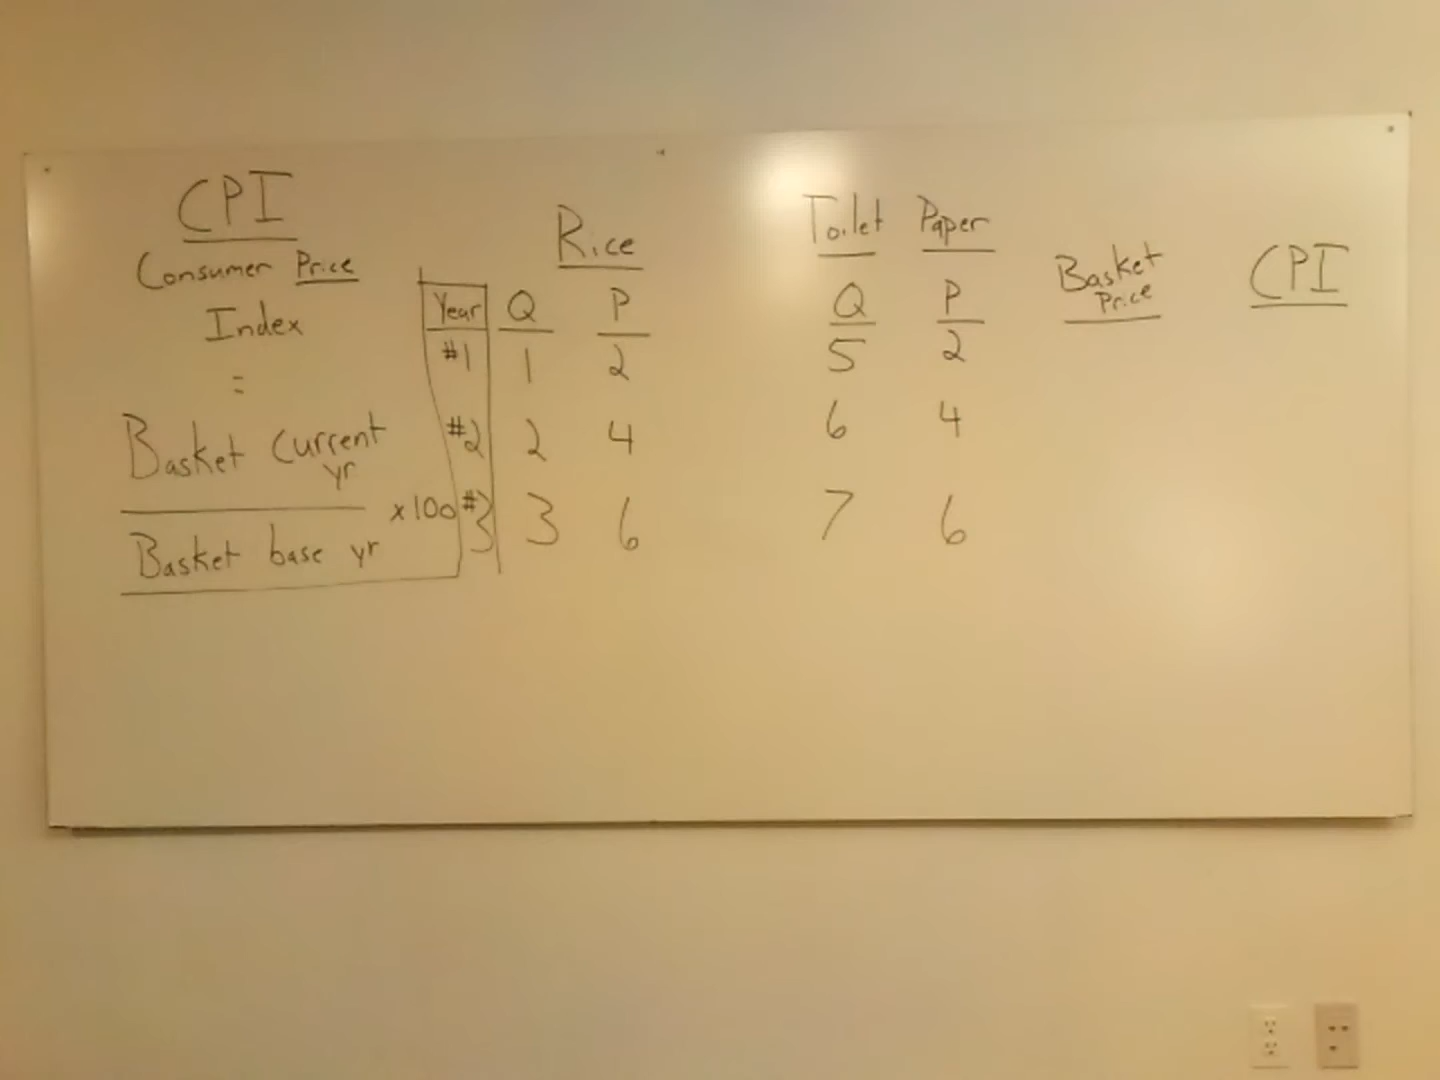 CPI
Consumer Price
Index
=
Basket Current
yr
Basket base yr
x100
Rice
Toilet Paper
Basket
Price
CPI
Year Q P Q P
#1 1 2 5 2
#2 2 4 6 4
#3 3 6 7 6